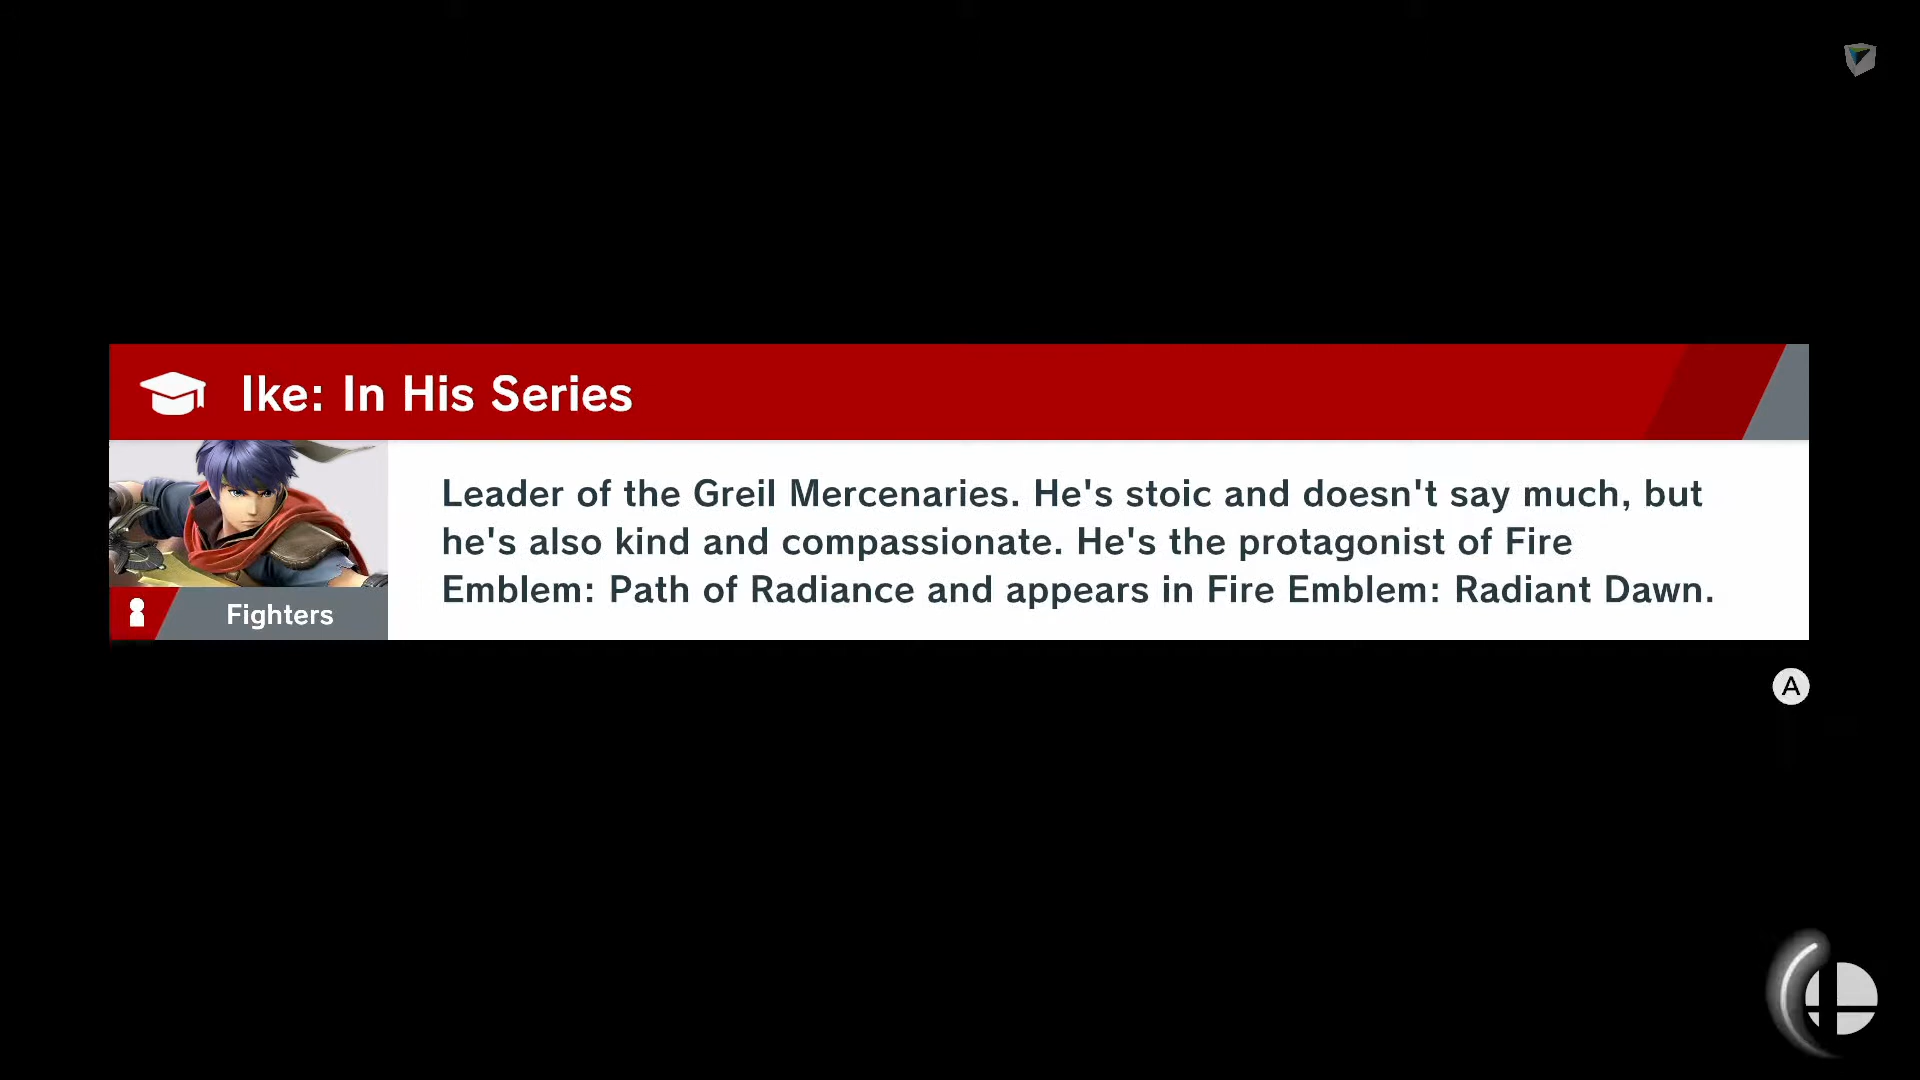 Ike: In His Series
Leader of the Greil Mercenaries. He's stoic and doesn't say much, but
he's also kind and compassionate. He's the protagonist of Fire
Emblem: Path of Radiance and appears in Fire Emblem: Radiant Dawn.
Fighters
A